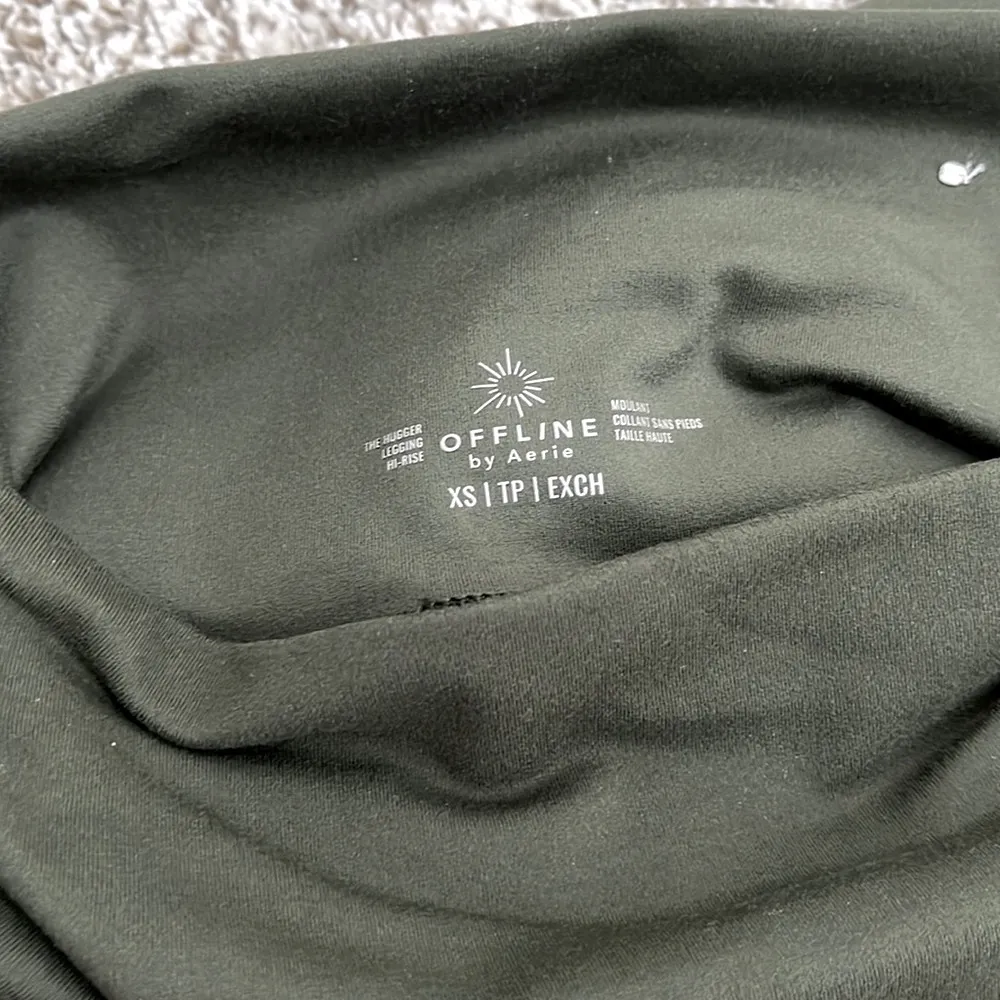 THE HUGGER
LEGGING
HI-RISE
OFFLINE
by Aerie
MOULANT
COLLANT SANS PIEDS
TAILLE HAUTE
XS | TP | EXCH